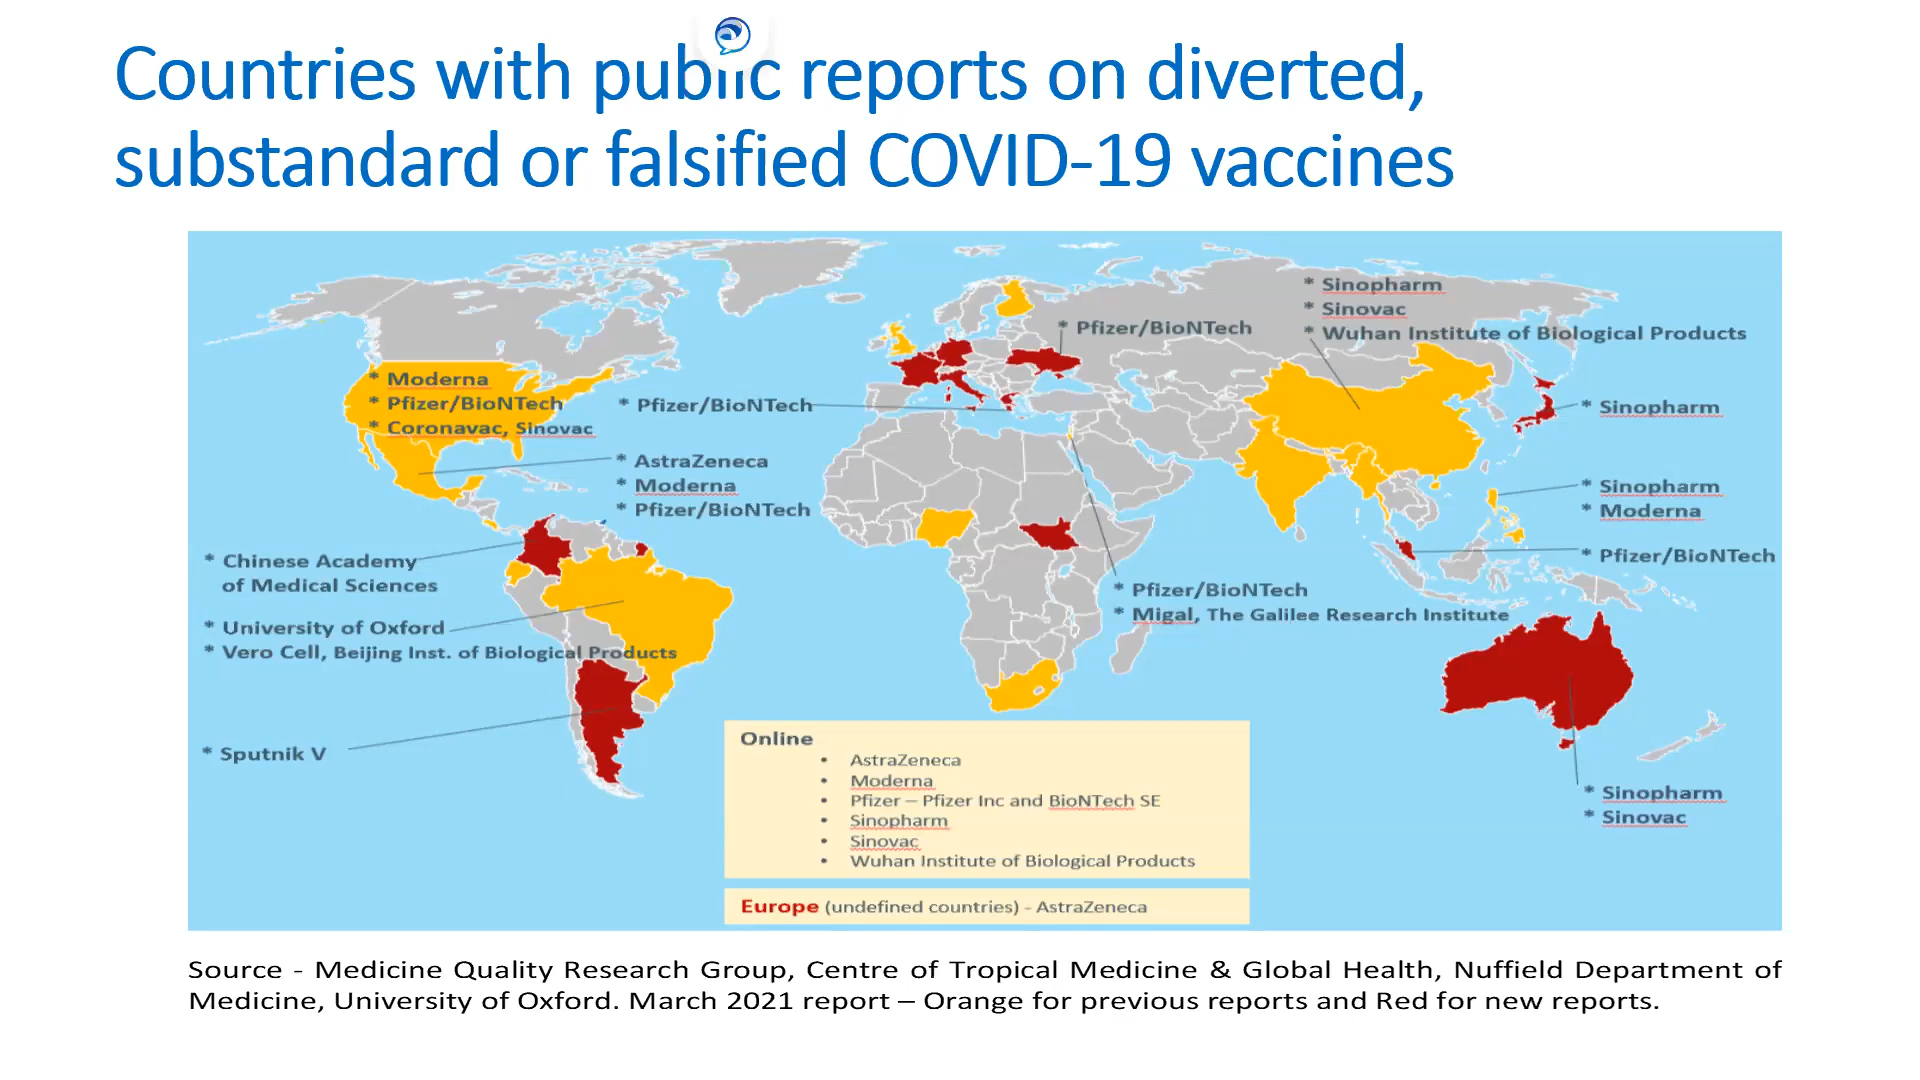 Countries with public reports on diverted,
substandard or falsified COVID-19 vaccines
* Sinopharm
* Sinovac
* Wuhan Institute of Biological Products
* Pfizer/BioNTech
* Moderna
* Pfizer/BioNTech
* Coronavac, Sinovac
* Pfizer/BioNTech
* Sinopharm
* AstraZeneca
* Moderna
* Pfizer/BioNTech
* Sinopharm
* Moderna
* Pfizer/BioNTech
* Chinese Academy
of Medical Sciences
* Pfizer/BioNTech
* Migal, The Galilee Research Institute
* University of Oxford
* Vero Cell, Beijing Inst. of Biological Products
* Sputnik V
Online
• AstraZeneca
• Moderna
• Pfizer – Pfizer Inc and BioNTech SE
• Sinopharm
• Sinovac
• Wuhan Institute of Biological Products
* Sinopharm
* Sinovac
Europe (undefined countries) - AstraZeneca
Source - Medicine Quality Research Group, Centre of Tropical Medicine & Global Health, Nuffield Department of
Medicine, University of Oxford. March 2021 report – Orange for previous reports and Red for new reports.